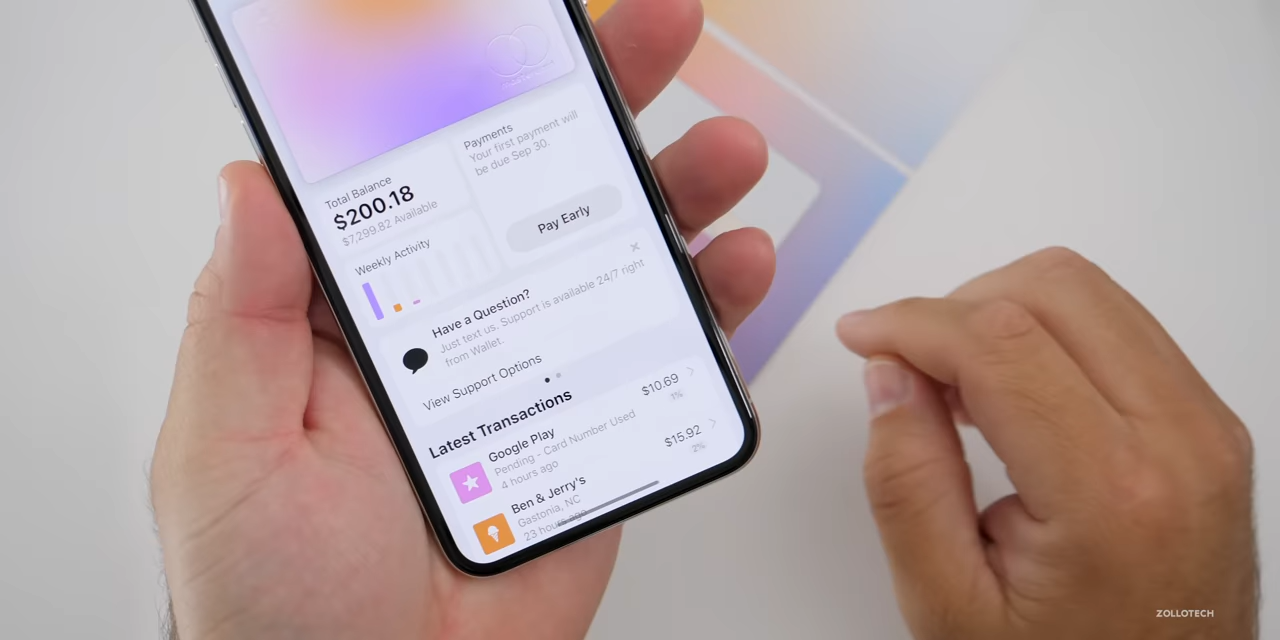 Total Balance
$200.18
$7,299.82 Available
Payments
Your first payment will
be due Sep 30.
Pay Early
Weekly Activity
Have a Question?
Just text us. Support is available 24/7 right
from Wallet.
View Support Options
Latest Transactions
Google Play
$10.69
Pending - Card Number Used
1%
4 hours ago
Ben & Jerry's
$15.92
Gastonia, NC
2%
23 hours ago
ZOLLOTECH